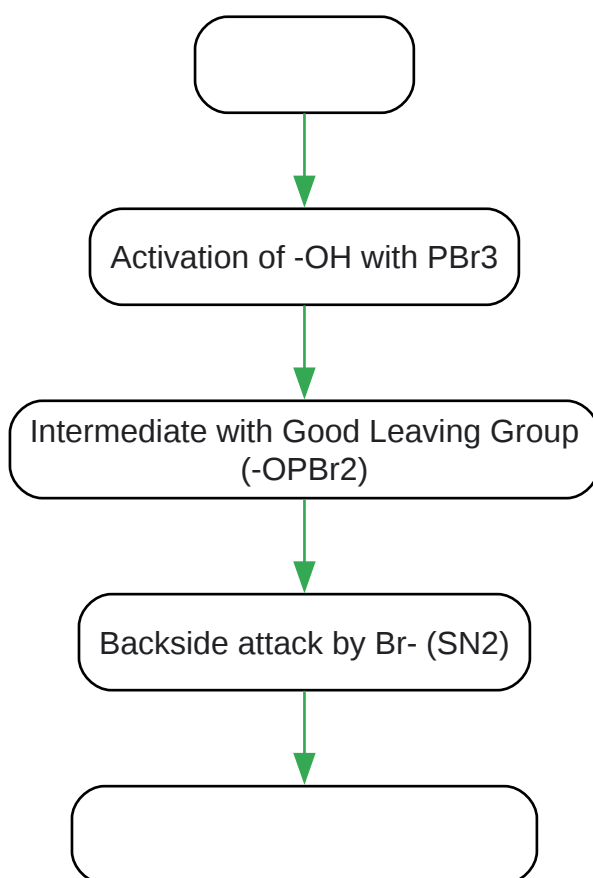 Activation of -OH with PBr3
Intermediate with Good Leaving Group
(-OPBr2)
Backside attack by Br- (SN2)